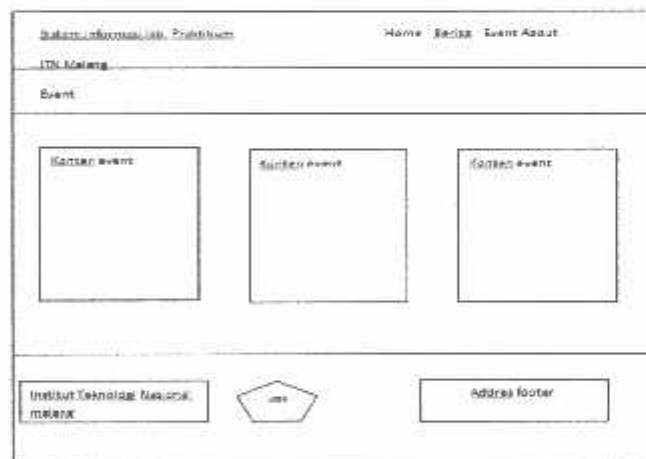 Sistem informasi lab. Praktikum
Home Berita Event About
ITN Malang
Event
Konten event
Konten event
Konten event
Institut Teknologi Nasional
malang
Addres footer